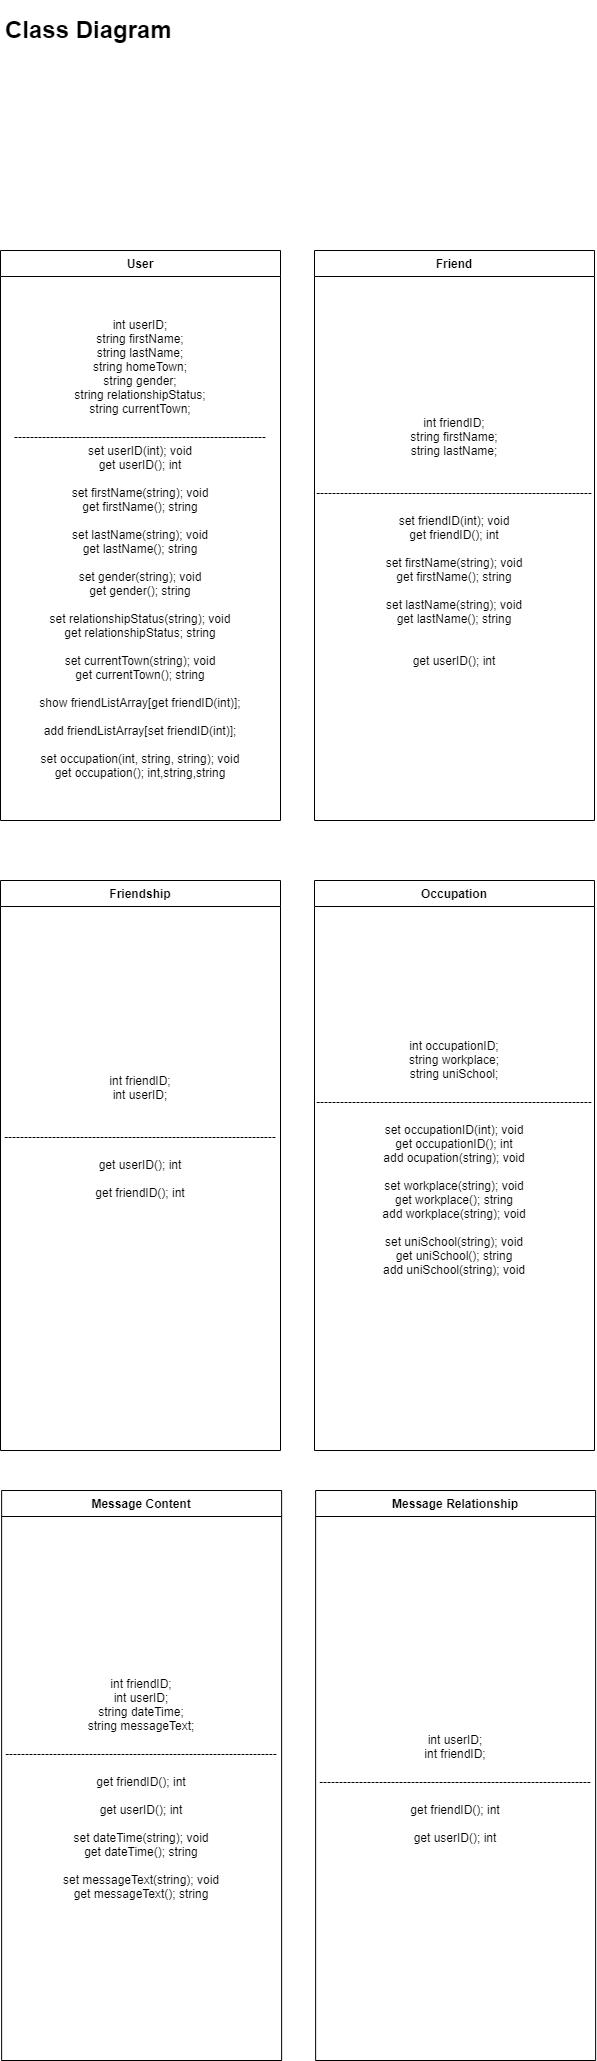 Class Diagram
User
int userID;
string firstName;
string lastName;
string homeTown;
string gender;
string relationshipStatus;
string currentTown;
---------------------------------------------------------------
set userID(int); void
get userID(); int
set firstName(string); void
get firstName(); string
set lastName(string); void
get lastName(); string
set gender(string); void
get gender(); string
set relationshipStatus(string); void
get relationshipStatus; string
set currentTown(string); void
get currentTown(); string
show friendListArray[get friendID(int)];
add friendListArray[set friendID(int)];
set occupation(int, string, string); void
get occupation(); int,string,string
Friend
int friendID;
string firstName;
string lastName;
---------------------------------------------------------------------
set friendID(int); void
get friendID(); int
set firstName(string); void
get firstName(); string
set lastName(string); void
get lastName(); string
get userID(); int
Friendship
int friendID;
int userID;
--------------------------------------------------------------------
get userID(); int
get friendID(); int
Occupation
int occupationID;
string workplace;
string uniSchool;
---------------------------------------------------------------------
set occupationID(int); void
get occupationID(); int
add ocupation(string); void
set workplace(string); void
get workplace(); string
add workplace(string); void
set uniSchool(string); void
get uniSchool(); string
add uniSchool(string); void
Message Content
int friendID;
int userID;
string dateTime;
string messageText;
--------------------------------------------------------------------
get friendID(); int
get userID(); int
set dateTime(string); void
get dateTime(); string
set messageText(string); void
get messageText(); string
Message Relationship
int userID;
int friendID;
--------------------------------------------------------------------
get friendID(); int
get userID(); int